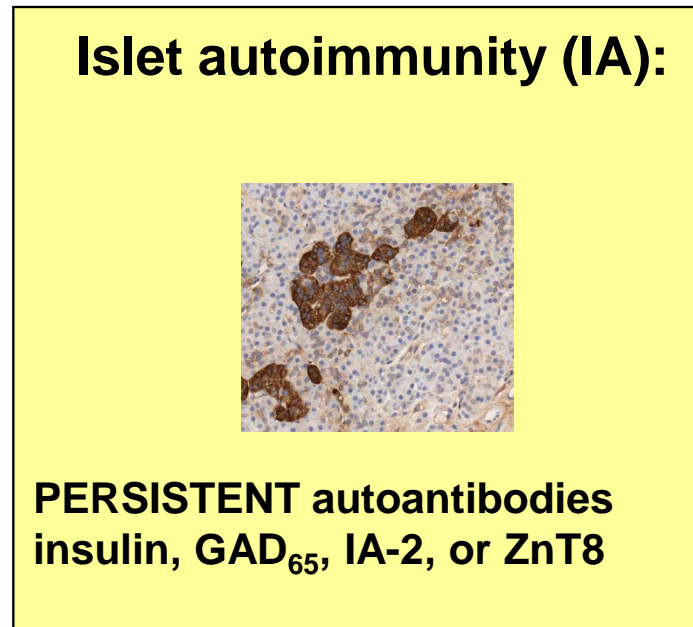 Islet autoimmunity (IA):
PERSISTENT autoantibodies
insulin, GAD₆₅, IA-2, or ZnT8